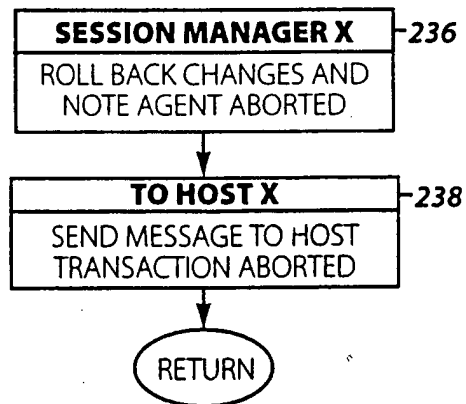 SESSION MANAGER X 236
ROLL BACK CHANGES AND
NOTE AGENT ABORTED
TO HOST X 238
SEND MESSAGE TO HOST
TRANSACTION ABORTED
RETURN